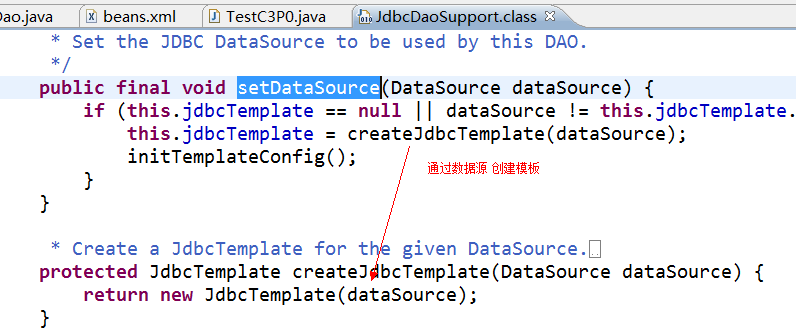 Dao.java beans.xml TestC3P0.java JdbcDaoSupport.class
* Set the JDBC DataSource to be used by this DAO.
*/
public final void setDataSource(DataSource dataSource) {
if (this.jdbcTemplate == null || dataSource != this.jdbcTemplate.
this.jdbcTemplate = createJdbcTemplate(dataSource);
initTemplateConfig();
通过数据源 创建模板
}
}
* Create a JdbcTemplate for the given DataSource.
protected JdbcTemplate createJdbcTemplate(DataSource dataSource) {
return new JdbcTemplate(dataSource);
}